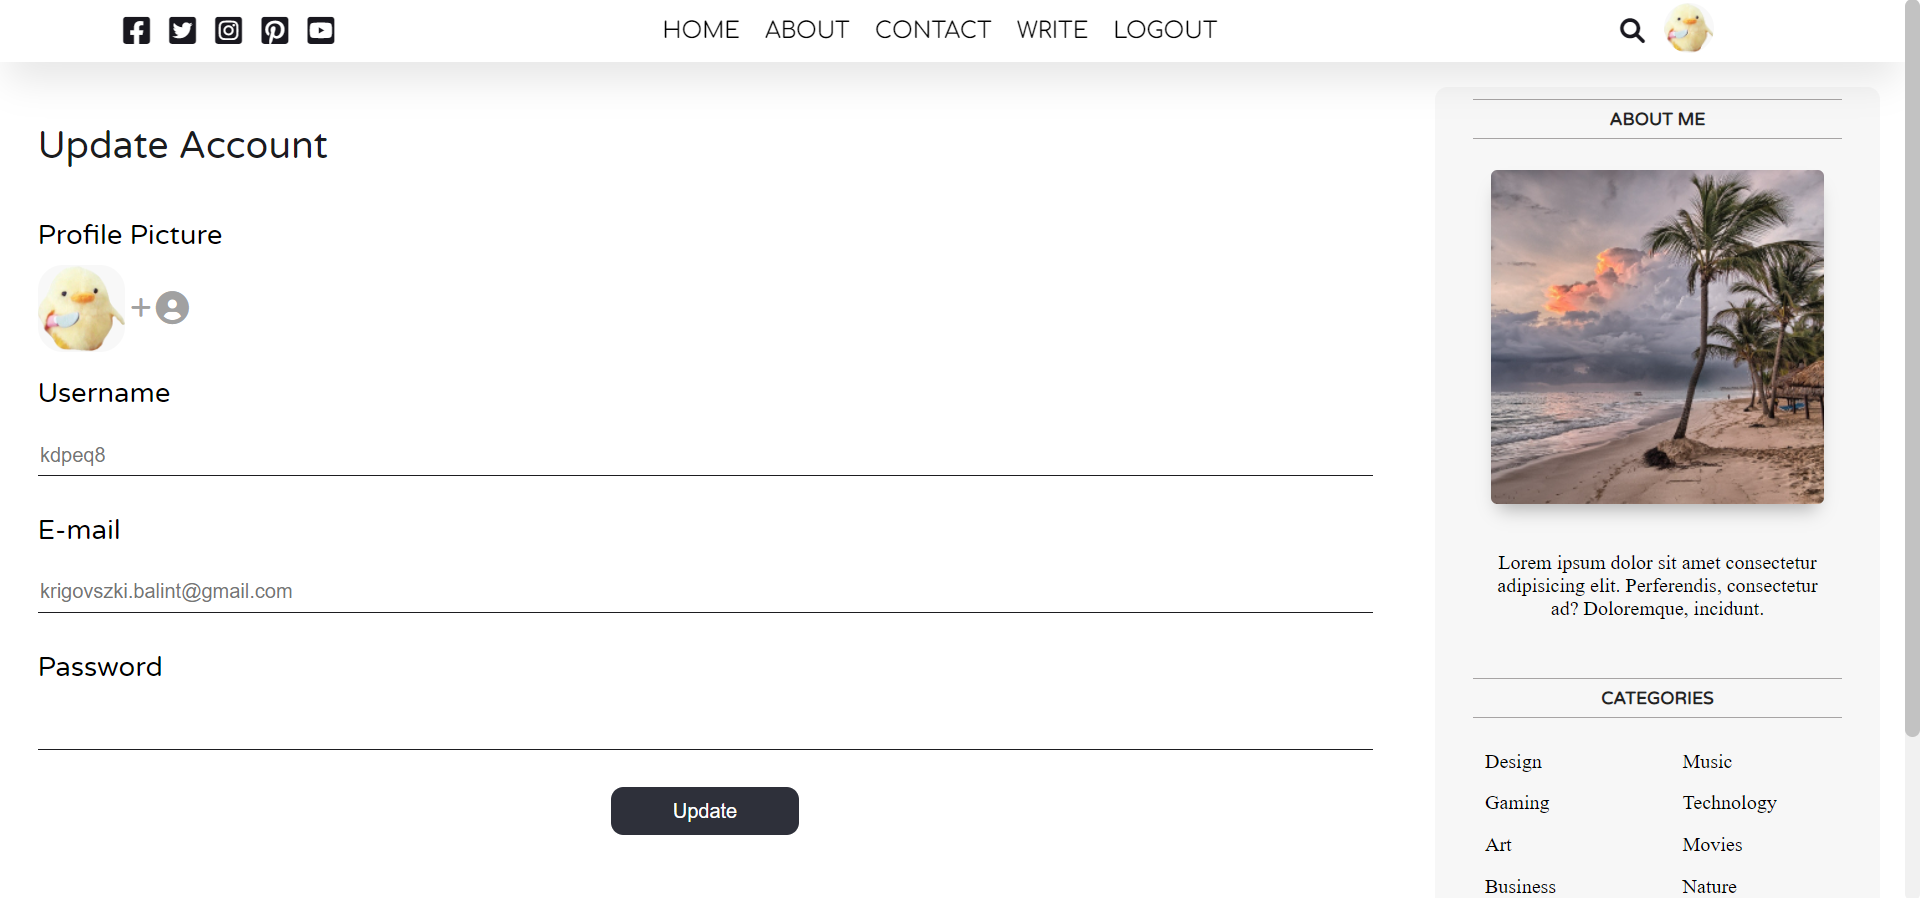 HOME ABOUT CONTACT WRITE LOGOUT
Update Account
Profile Picture
Username
kdpeq8
E-mail
krigovszki.balint@gmail.com
Password
Update
ABOUT ME
Lorem ipsum dolor sit amet consectetur
adipisicing elit. Perferendis, consectetur
ad? Doloremque, incidunt.
CATEGORIES
Design Music
Gaming Technology
Art Movies
Business Nature